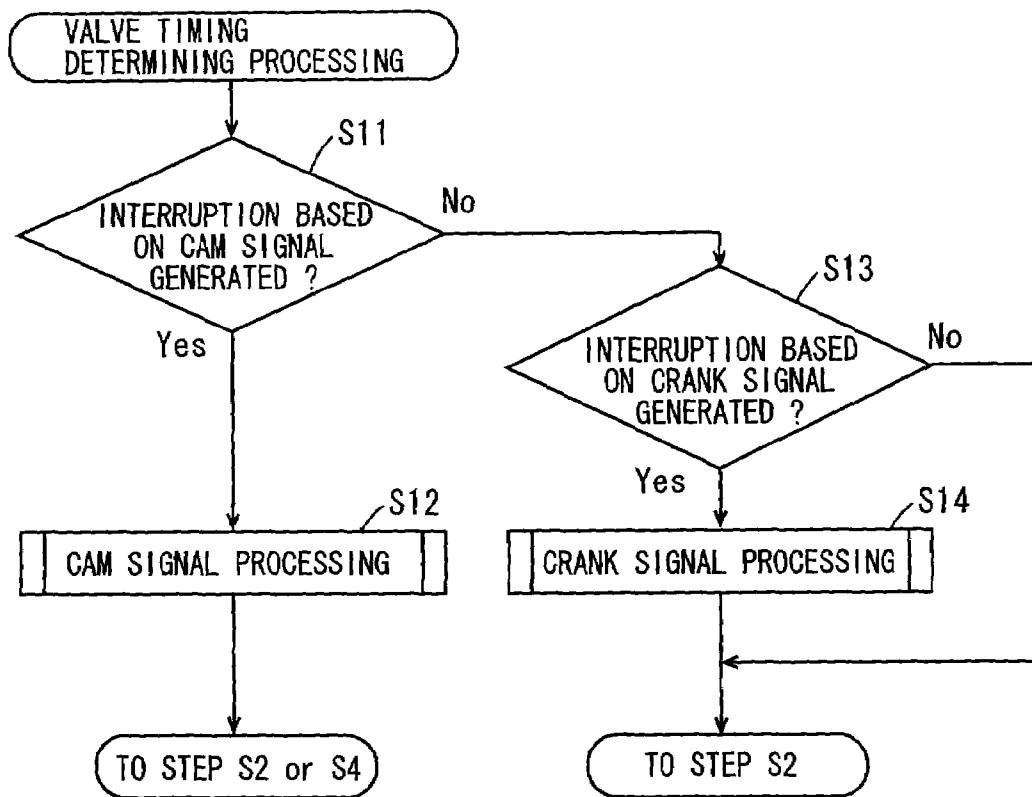 VALVE TIMING
DETERMINING PROCESSING
S11
INTERRUPTION BASED
ON CAM SIGNAL
GENERATED ?
No
Yes
S13
INTERRUPTION BASED
ON CRANK SIGNAL
GENERATED ?
No
Yes
S12
CAM SIGNAL PROCESSING
S14
CRANK SIGNAL PROCESSING
TO STEP S2 or S4
TO STEP S2